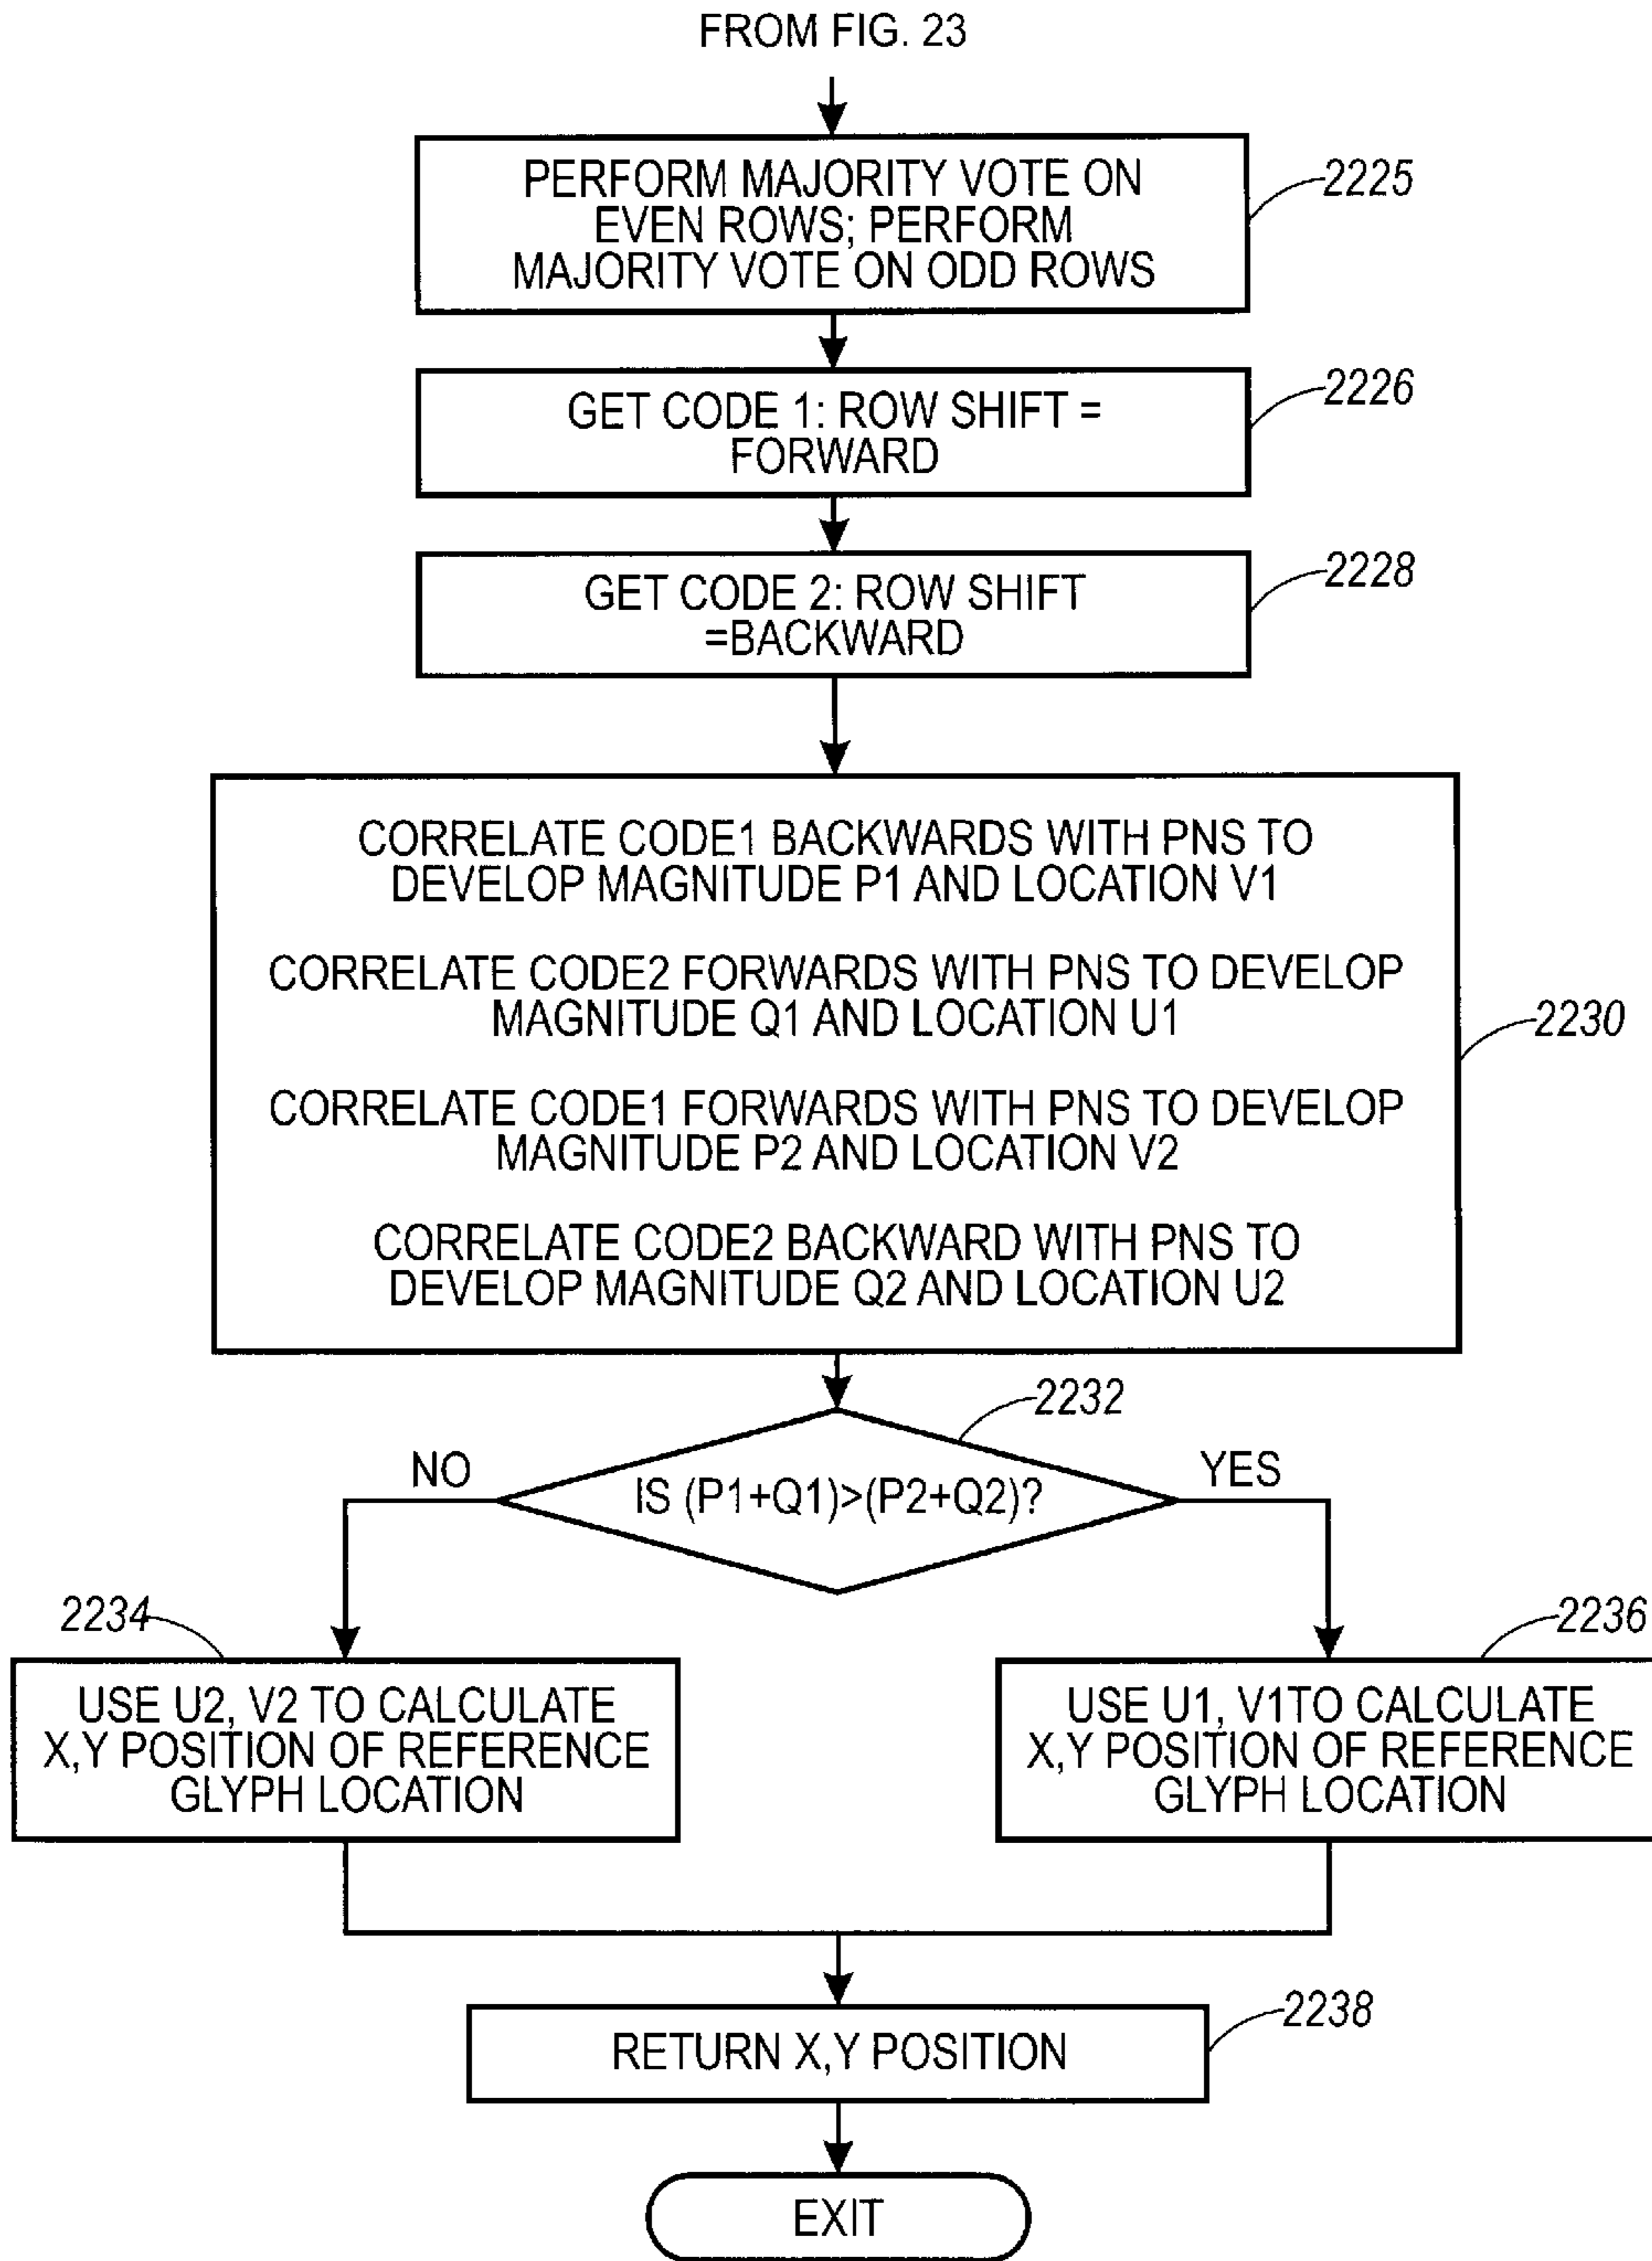 FROM FIG. 23
PERFORM MAJORITY VOTE ON
EVEN ROWS; PERFORM
MAJORITY VOTE ON ODD ROWS
2225
GET CODE 1: ROW SHIFT =
FORWARD
2226
GET CODE 2: ROW SHIFT
=BACKWARD
2228
CORRELATE CODE1 BACKWARDS WITH PNS TO
DEVELOP MAGNITUDE P1 AND LOCATION V1
CORRELATE CODE2 FORWARDS WITH PNS TO DEVELOP
MAGNITUDE Q1 AND LOCATION U1
CORRELATE CODE1 FORWARDS WITH PNS TO DEVELOP
MAGNITUDE P2 AND LOCATION V2
CORRELATE CODE2 BACKWARD WITH PNS TO
DEVELOP MAGNITUDE Q2 AND LOCATION U2
2230
2232
NO
IS (P1+Q1)>(P2+Q2)?
YES
2234
USE U2, V2 TO CALCULATE
X,Y POSITION OF REFERENCE
GLYPH LOCATION
2236
USE U1, V1TO CALCULATE
X,Y POSITION OF REFERENCE
GLYPH LOCATION
RETURN X,Y POSITION
2238
EXIT